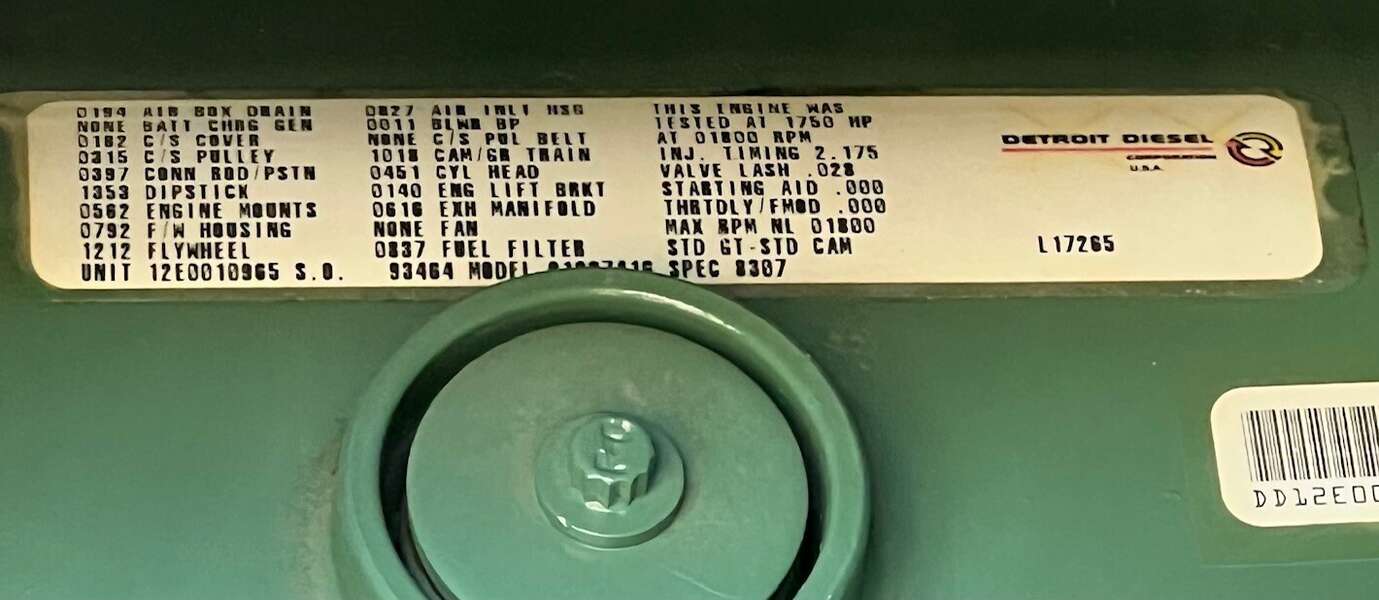 0194 AIR BOX DRAIN 0827 AIR INLT HSG THIS ENGINE WAS
NONE BATT CHRG GEN 0011 BLWR BP TESTED AT 1750 HP
0182 C/S COVER NONE C/S PUL BELT AT 01800 RPM
0315 C/S PULLEY 1018 CAM/GR TRAIN INJ. TIMING 2.175
0397 CONN ROD/PSTN 0451 CYL HEAD VALVE LASH .028
1353 DIPSTICK 0140 ENG LIFT BRKT STARTING AID .000
0562 ENGINE MOUNTS 0616 EXH MANIFOLD THRTDLY/FMOD .000
0792 F/W HOUSING NONE FAN MAX RPM NL 01800
1212 FLYWHEEL 0837 FUEL FILTER STD GT-STD CAM
UNIT 12E0010965 S.O. 93464 MODEL SPEC 8307
DETROIT DIESEL
CORPORATION
U.S.A.
L17265
DD12E00